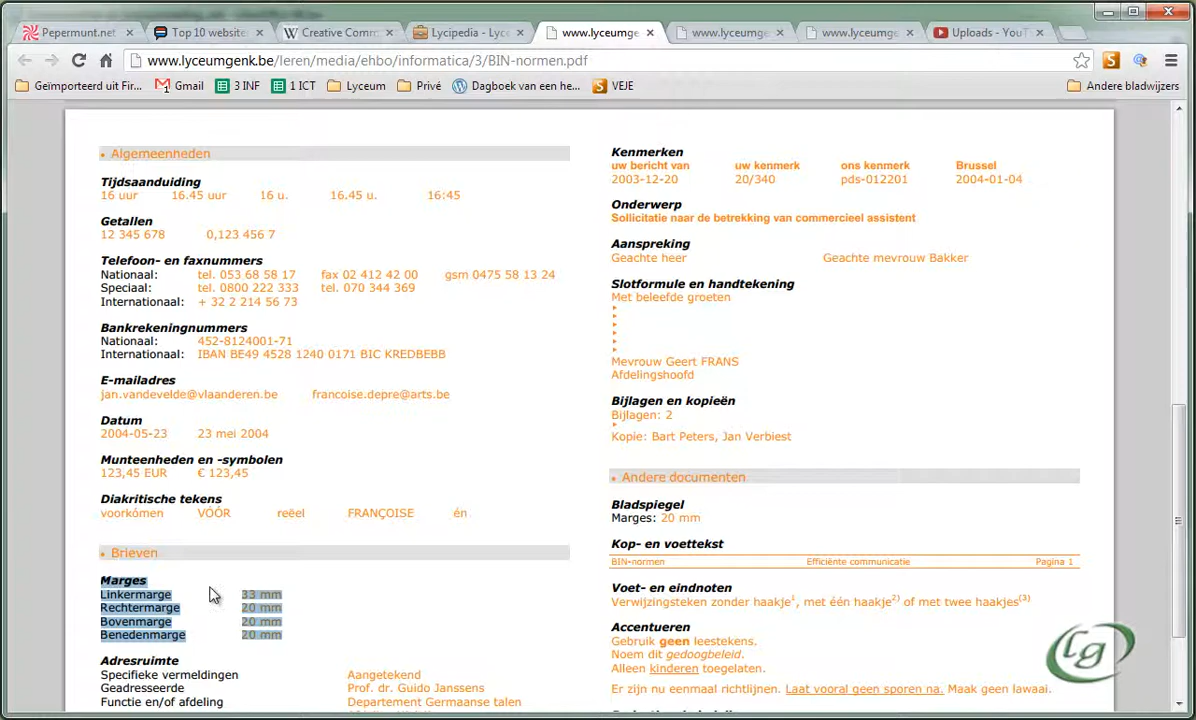 Pepermunt.net
Top 10 website
Creative Comm
Lycipedia - Lyce
www.lyceumge
www.lyceumge
www.lyceumge
Uploads - YouT
www.lyceumgenk.be/leren/media/ehbo/informatica/3/BIN-normen.pdf
Geïmporteerd uit Fir...
Gmail
3 INF
1 ICT
Lyceum
Privé
Dagboek van een he...
VEJE
Andere bladwijzers
• Algemeenheden
Tijdsaanduiding
16 uur 16.45 uur 16 u. 16.45 u. 16:45
Getallen
12 345 678 0,123 456 7
Telefoon- en faxnummers
Nationaal: tel. 053 68 58 17 fax 02 412 42 00 gsm 0475 58 13 24
Speciaal: tel. 0800 222 333 tel. 070 344 369
Internationaal: + 32 2 214 56 73
Bankrekeningnummers
Nationaal: 452-8124001-71
Internationaal: IBAN BE49 4528 1240 0171 BIC KREDBEBB
E-mailadres
jan.vandevelde@vlaanderen.be francoise.depre@arts.be
Datum
2004-05-23 23 mei 2004
Munteenheden en -symbolen
123,45 EUR € 123,45
Diakritische tekens
voorkómen VÓÓR reëel FRANÇOISE én
• Brieven
Marges
Linkermarge 33 mm
Rechtermarge 20 mm
Bovenmarge 20 mm
Benedenmarge 20 mm
Adresruimte
Specifieke vermeldingen Aangetekend
Geadresseerde Prof. dr. Guido Janssens
Functie en/of afdeling Departement Germaanse talen
Kenmerken
uw bericht van uw kenmerk ons kenmerk Brussel
2003-12-20 20/340 pds-012201 2004-01-04
Onderwerp
Sollicitatie naar de betrekking van commercieel assistent
Aanspreking
Geachte heer Geachte mevrouw Bakker
Slotformule en handtekening
Met beleefde groeten
Mevrouw Geert FRANS
Afdelingshoofd
Bijlagen en kopieën
Bijlagen: 2
Kopie: Bart Peters, Jan Verbiest
• Andere documenten
Bladspiegel
Marges: 20 mm
Kop- en voettekst
BIN-normen Efficiënte communicatie Pagina 1
Voet- en eindnoten
Verwijzingsteken zonder haakje1, met één haakje2) of met twee haakjes(3)
Accentueren
Gebruik geen leestekens.
Noem dit gedoogbeleid.
Alleen kinderen toegelaten.
Er zijn nu eenmaal richtlijnen. Laat vooral geen sporen na. Maak geen lawaai.
Lg